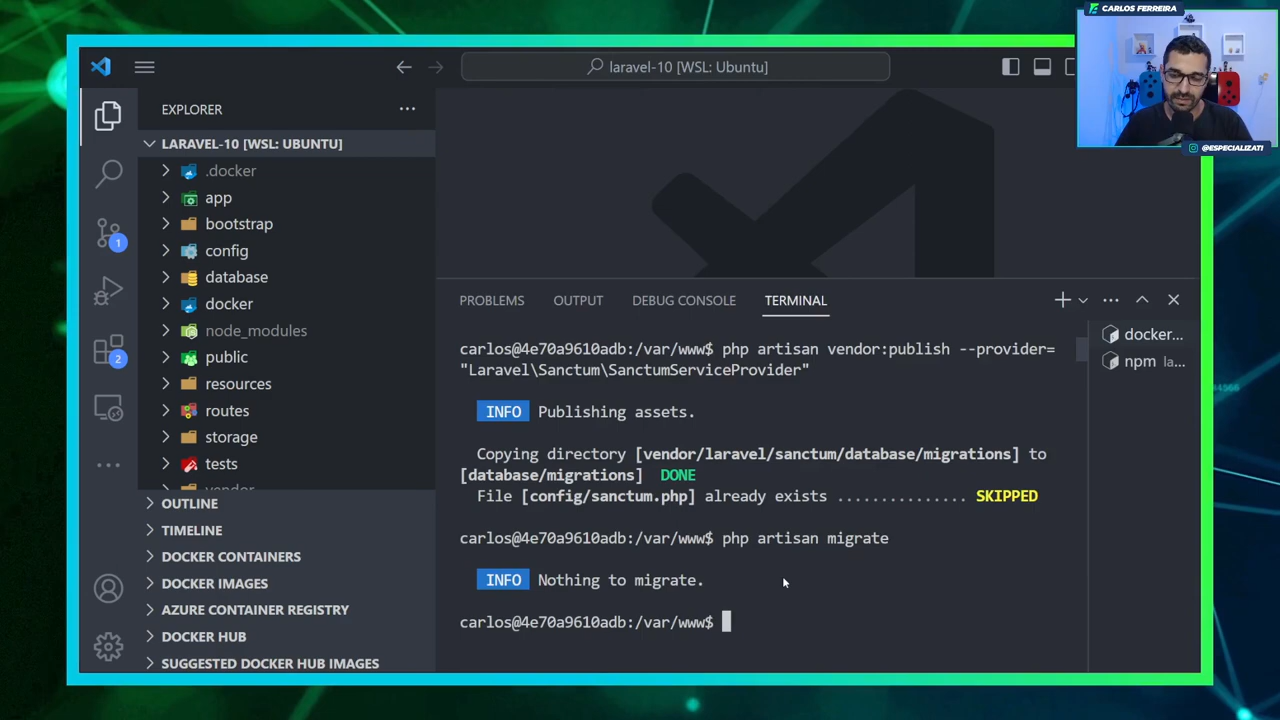 CARLOS FERREIRA
@ESPECIALIZATI
laravel-10 [WSL: Ubuntu]
EXPLORER
LARAVEL-10 [WSL: UBUNTU]
.docker
app
bootstrap
config
database
docker
node_modules
public
resources
routes
storage
tests
vendor
OUTLINE
TIMELINE
DOCKER CONTAINERS
DOCKER IMAGES
AZURE CONTAINER REGISTRY
DOCKER HUB
SUGGESTED DOCKER HUB IMAGES
1
2
PROBLEMS OUTPUT DEBUG CONSOLE TERMINAL
carlos@4e70a9610adb:/var/www$ php artisan vendor:publish --provider=
"Laravel\Sanctum\SanctumServiceProvider"
INFO Publishing assets.
Copying directory [vendor/laravel/sanctum/database/migrations] to
[database/migrations] DONE
File [config/sanctum.php] already exists ............... SKIPPED
carlos@4e70a9610adb:/var/www$ php artisan migrate
INFO Nothing to migrate.
carlos@4e70a9610adb:/var/www$
docker...
npm la...